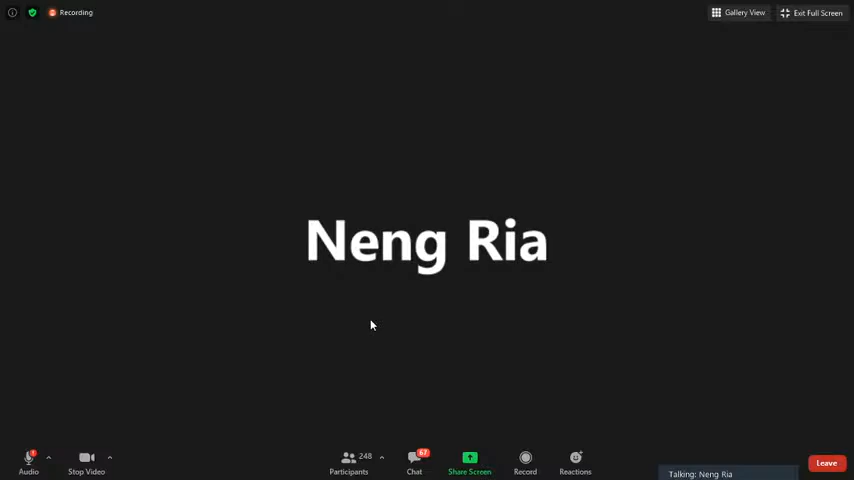 Recording
Gallery View
Exit Full Screen
Neng Ria
248
67
Audio
Stop Video
Participants
Chat
Share Screen
Record
Reactions
Talking: Neng Ria
Leave